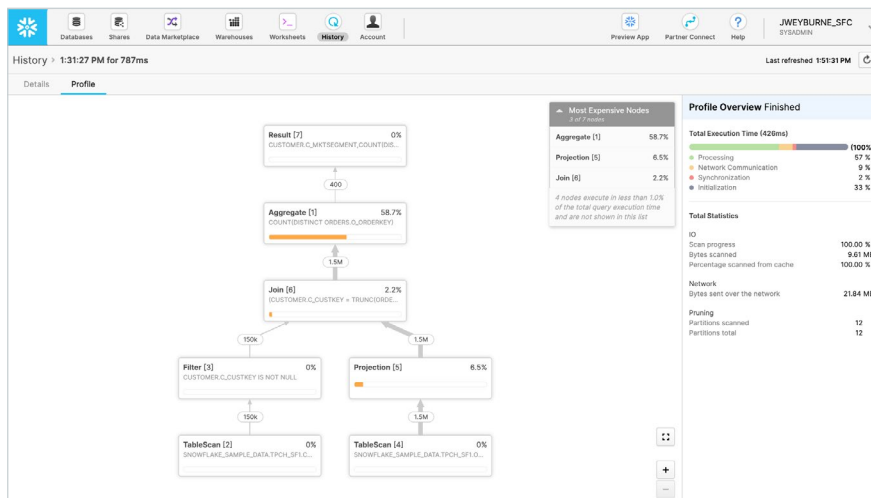 Databases
Shares
Data Marketplace
Warehouses
Worksheets
History
Account
Preview App
Partner Connect
Help
JWEYBURNE_SFC
SYSADMIN
History > 1:31:27 PM for 787ms
Last refreshed 1:51:31 PM
Details
Profile
Result [7] 0%
CUSTOMER.C_MKTSEGMENT, COUNT(DIS...
400
Aggregate [1] 58.7%
COUNT(DISTINCT ORDERS.O_ORDERKEY)
1.5M
Join [6] 2.2%
(CUSTOMER.C_CUSTKEY = TRUNC(ORDE...
150k
1.5M
Filter [3] 0%
CUSTOMER.C_CUSTKEY IS NOT NULL
Projection [5] 6.5%
150k
1.5M
TableScan [2] 0%
SNOWFLAKE_SAMPLE_DATA.TPCH_SF1.C...
TableScan [4] 0%
SNOWFLAKE_SAMPLE_DATA.TPCH_SF1.O...
Most Expensive Nodes
3 of 7 nodes
Aggregate [1] 58.7%
Projection [5] 6.5%
Join [6] 2.2%
4 nodes execute in less than 1.0%
of the total query execution time
and are not shown in this list
+
−
Profile Overview Finished
Total Execution Time (426ms)
(100%
Processing 57 %
Network Communication 9 %
Synchronization 2 %
Initialization 33 %
Total Statistics
IO
Scan progress 100.00 %
Bytes scanned 9.61 M
Percentage scanned from cache 100.00 %
Network
Bytes sent over the network 21.84 M
Pruning
Partitions scanned 12
Partitions total 12